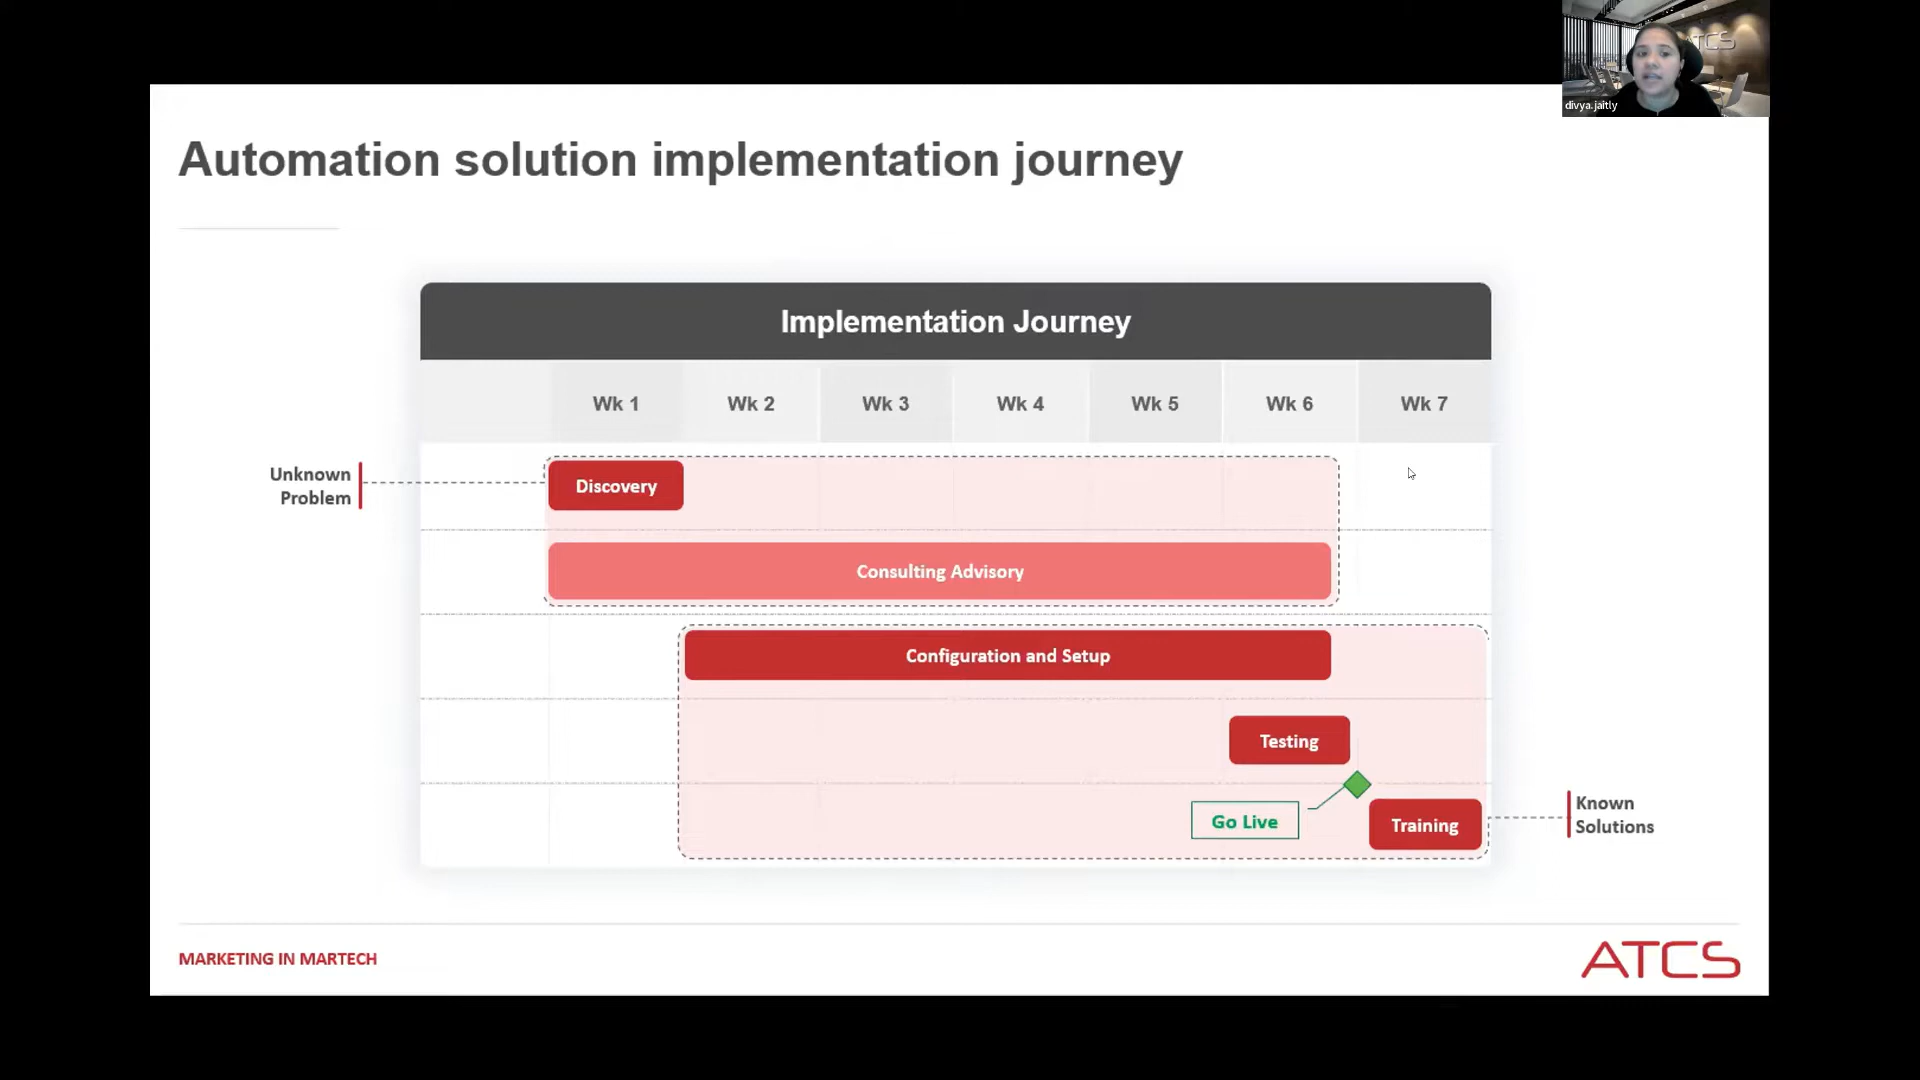 TCS
divya.jaitly
Automation solution implementation journey
Implementation Journey
Wk 1
Wk 2
Wk 3
Wk 4
Wk 5
Wk 6
Wk 7
Unknown
Problem
Discovery
Consulting Advisory
Configuration and Setup
Testing
Go Live
Training
Known
Solutions
MARKETING IN MARTECH
ATCS